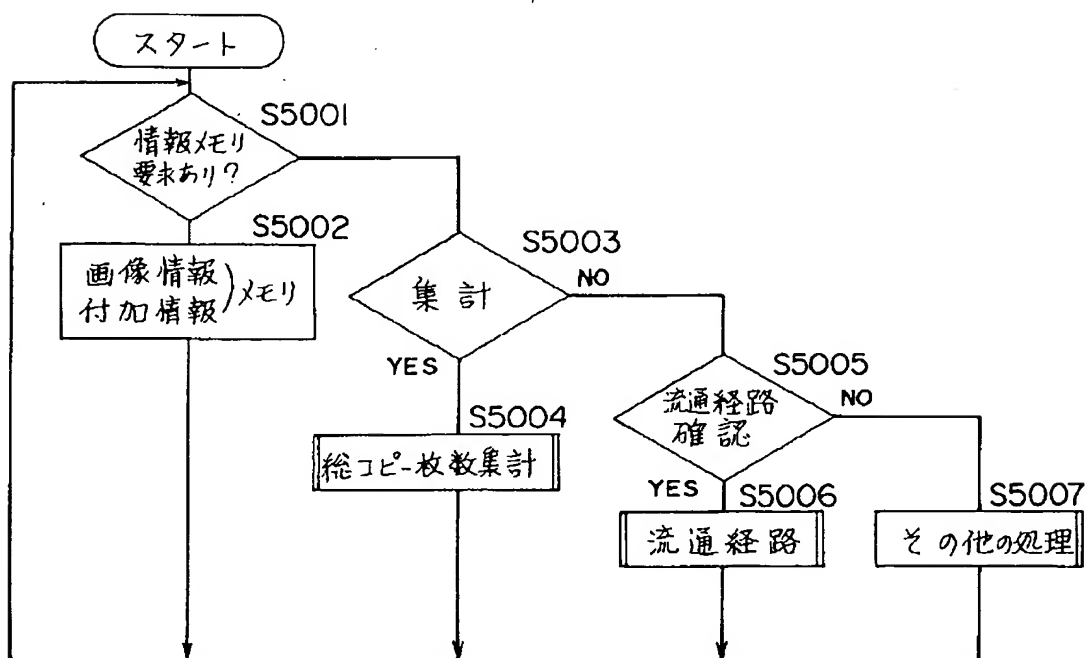 スタート
S5001
情報メモリ
要求あり?
S5002
画像情報
付加情報)メモリ
S5003
集計
NO
YES
S5004
総コピー枚数集計
S5005
流通経路
確認
NO
YES
S5006
流通経路
S5007
その他の処理